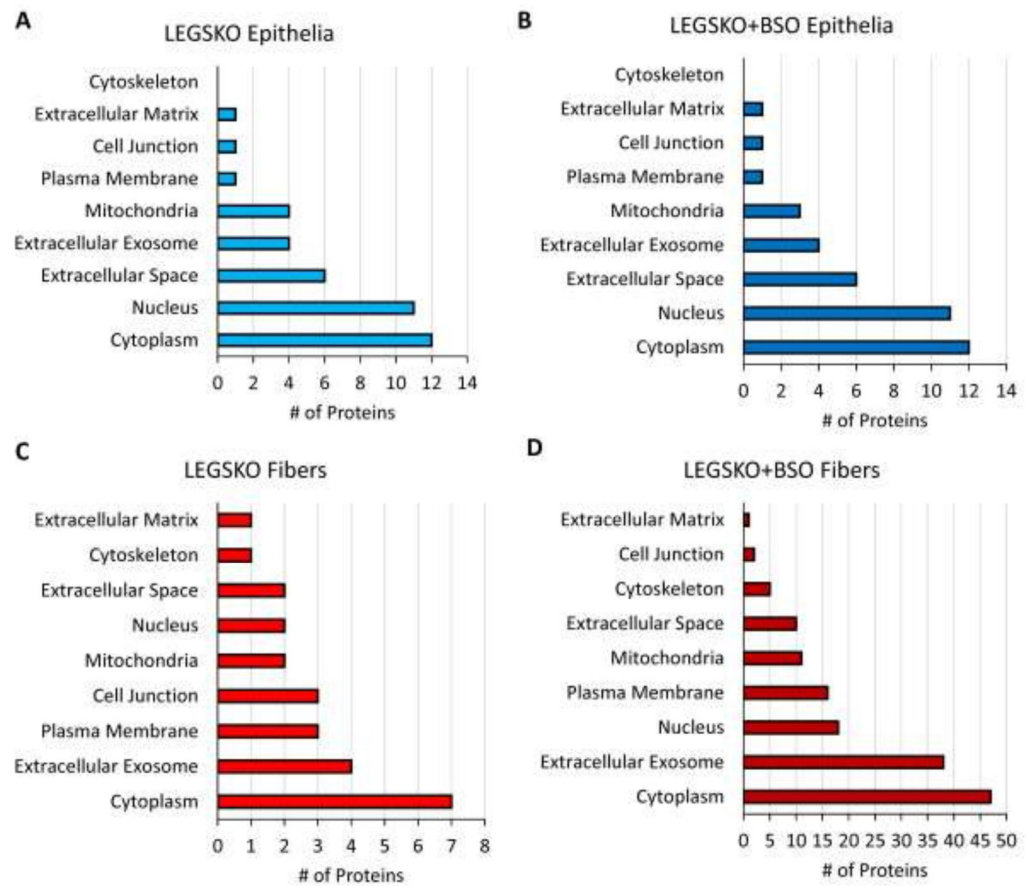 A
LEGSKO Epithelia
Cytoskeleton
Extracellular Matrix
Cell Junction
Plasma Membrane
Mitochondria
Extracellular Exosome
Extracellular Space
Nucleus
Cytoplasm
0 2 4 6 8 10 12 14
# of Proteins
B
LEGSKO+BSO Epithelia
Cytoskeleton
Extracellular Matrix
Cell Junction
Plasma Membrane
Mitochondria
Extracellular Exosome
Extracellular Space
Nucleus
Cytoplasm
0 2 4 6 8 10 12 14
# of Proteins
C
LEGSKO Fibers
Extracellular Matrix
Cytoskeleton
Extracellular Space
Nucleus
Mitochondria
Cell Junction
Plasma Membrane
Extracellular Exosome
Cytoplasm
0 1 2 3 4 5 6 7 8
# of Proteins
D
LEGSKO+BSO Fibers
Extracellular Matrix
Cell Junction
Cytoskeleton
Extracellular Space
Mitochondria
Plasma Membrane
Nucleus
Extracellular Exosome
Cytoplasm
0 5 10 15 20 25 30 35 40 45 50
# of Proteins